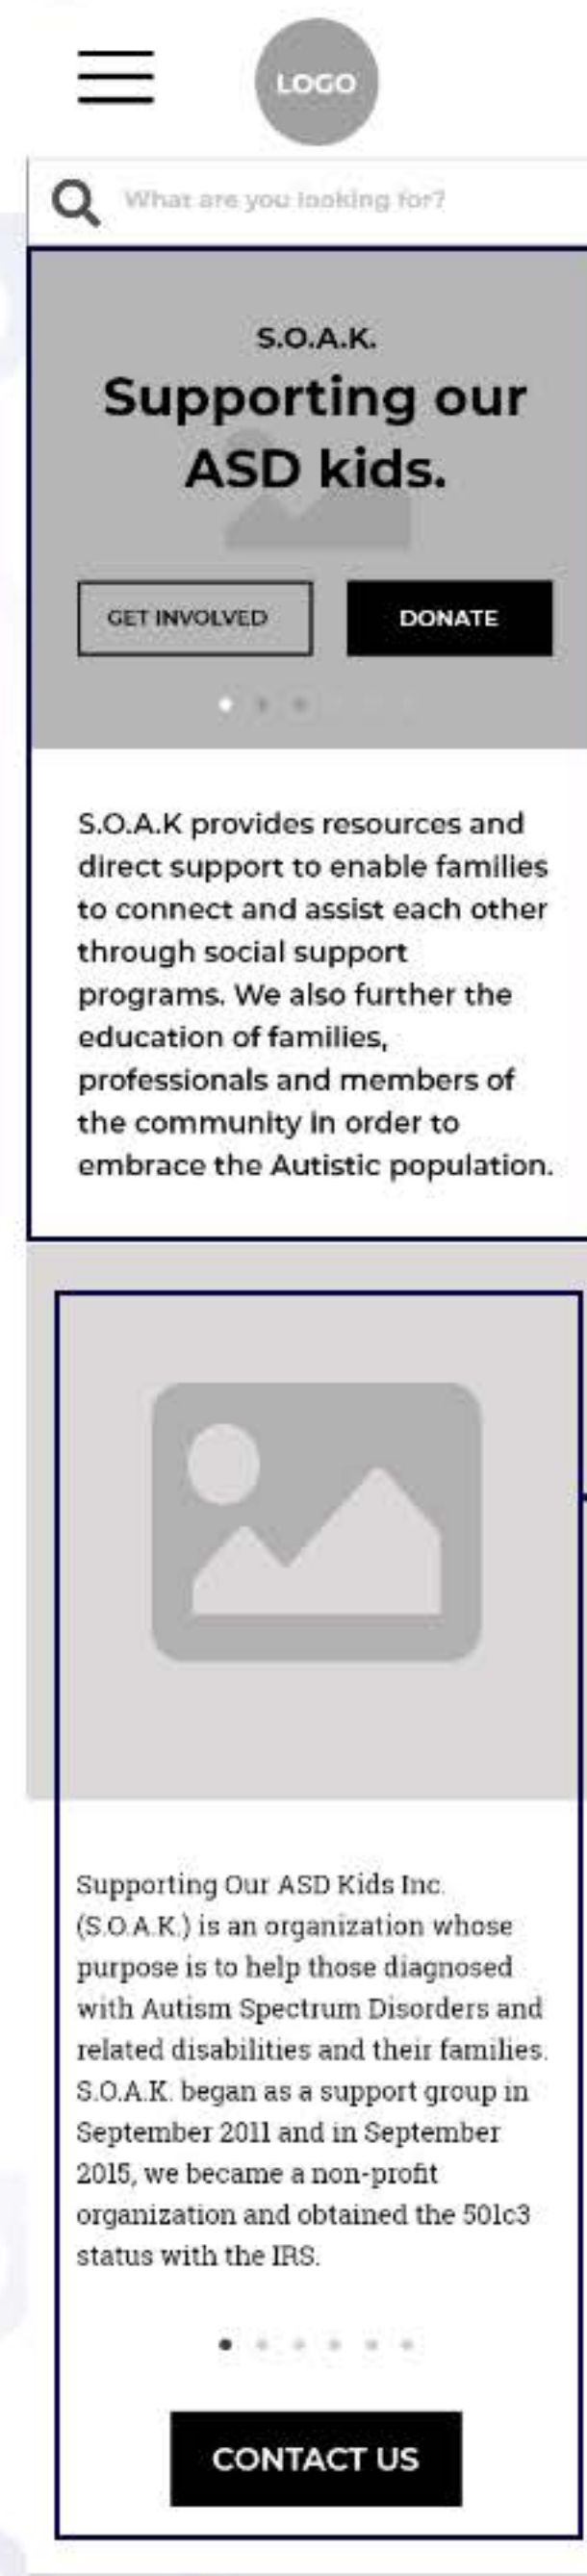 LOGO
What are you looking for?
S.O.A.K.
Supporting our
ASD kids.
GET INVOLVED
DONATE
S.O.A.K provides resources and
direct support to enable families
to connect and assist each other
through social support
programs. We also further the
education of families,
professionals and members of
the community in order to
embrace the Autistic population.
Supporting Our ASD Kids Inc.
(S.O.A.K.) is an organization whose
purpose is to help those diagnosed
with Autism Spectrum Disorders and
related disabilities and their families.
S.O.A.K. began as a support group in
September 2011 and in September
2015, we became a non-profit
organization and obtained the 501c3
status with the IRS.
CONTACT US